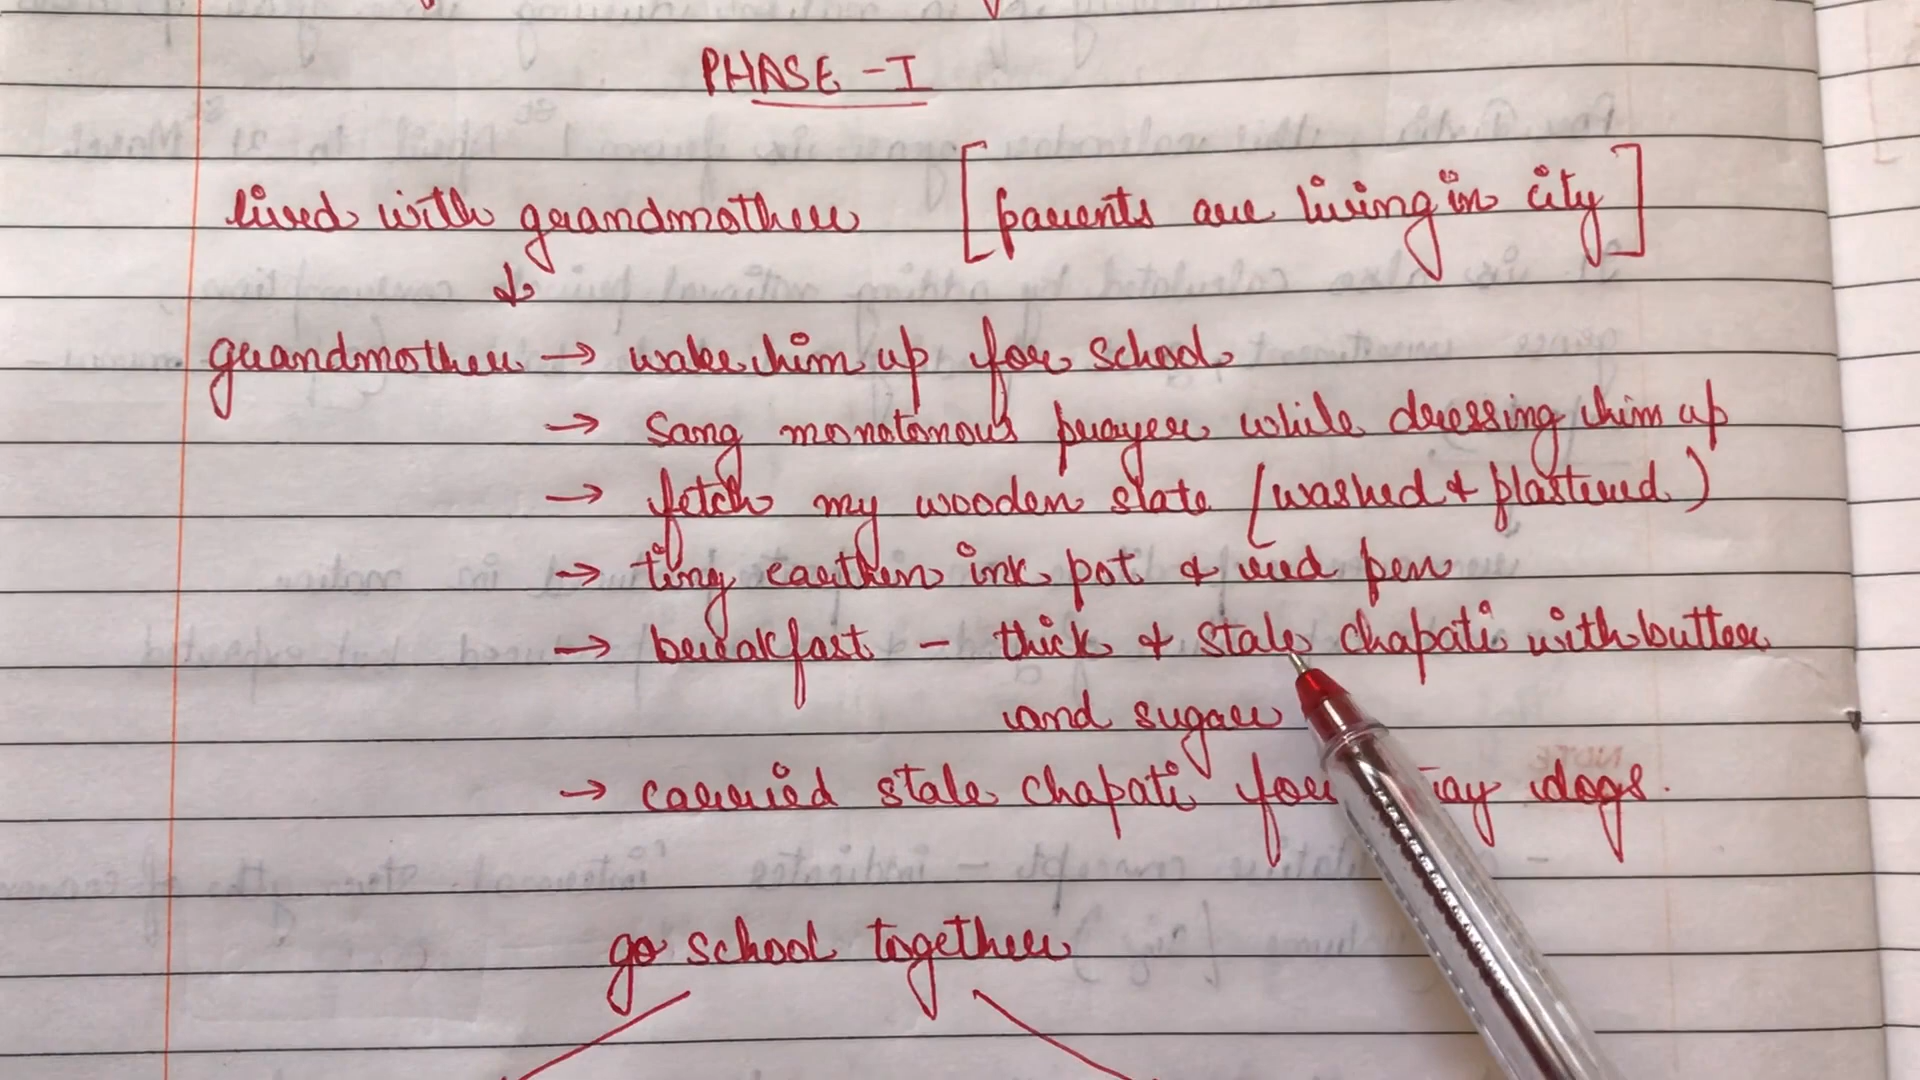 PHASE - I
lived with grandmother [parents are living in city]
↓
grandmother → wake him up for school
→ sang monotonous prayer while dressing him up
→ fetch my wooden slate (washed & plastered)
→ tiny earthen ink pot & red pen
→ breakfast - thick & stale chapati with butter
and sugar
→ carried stale chapati for dogs.
go school together